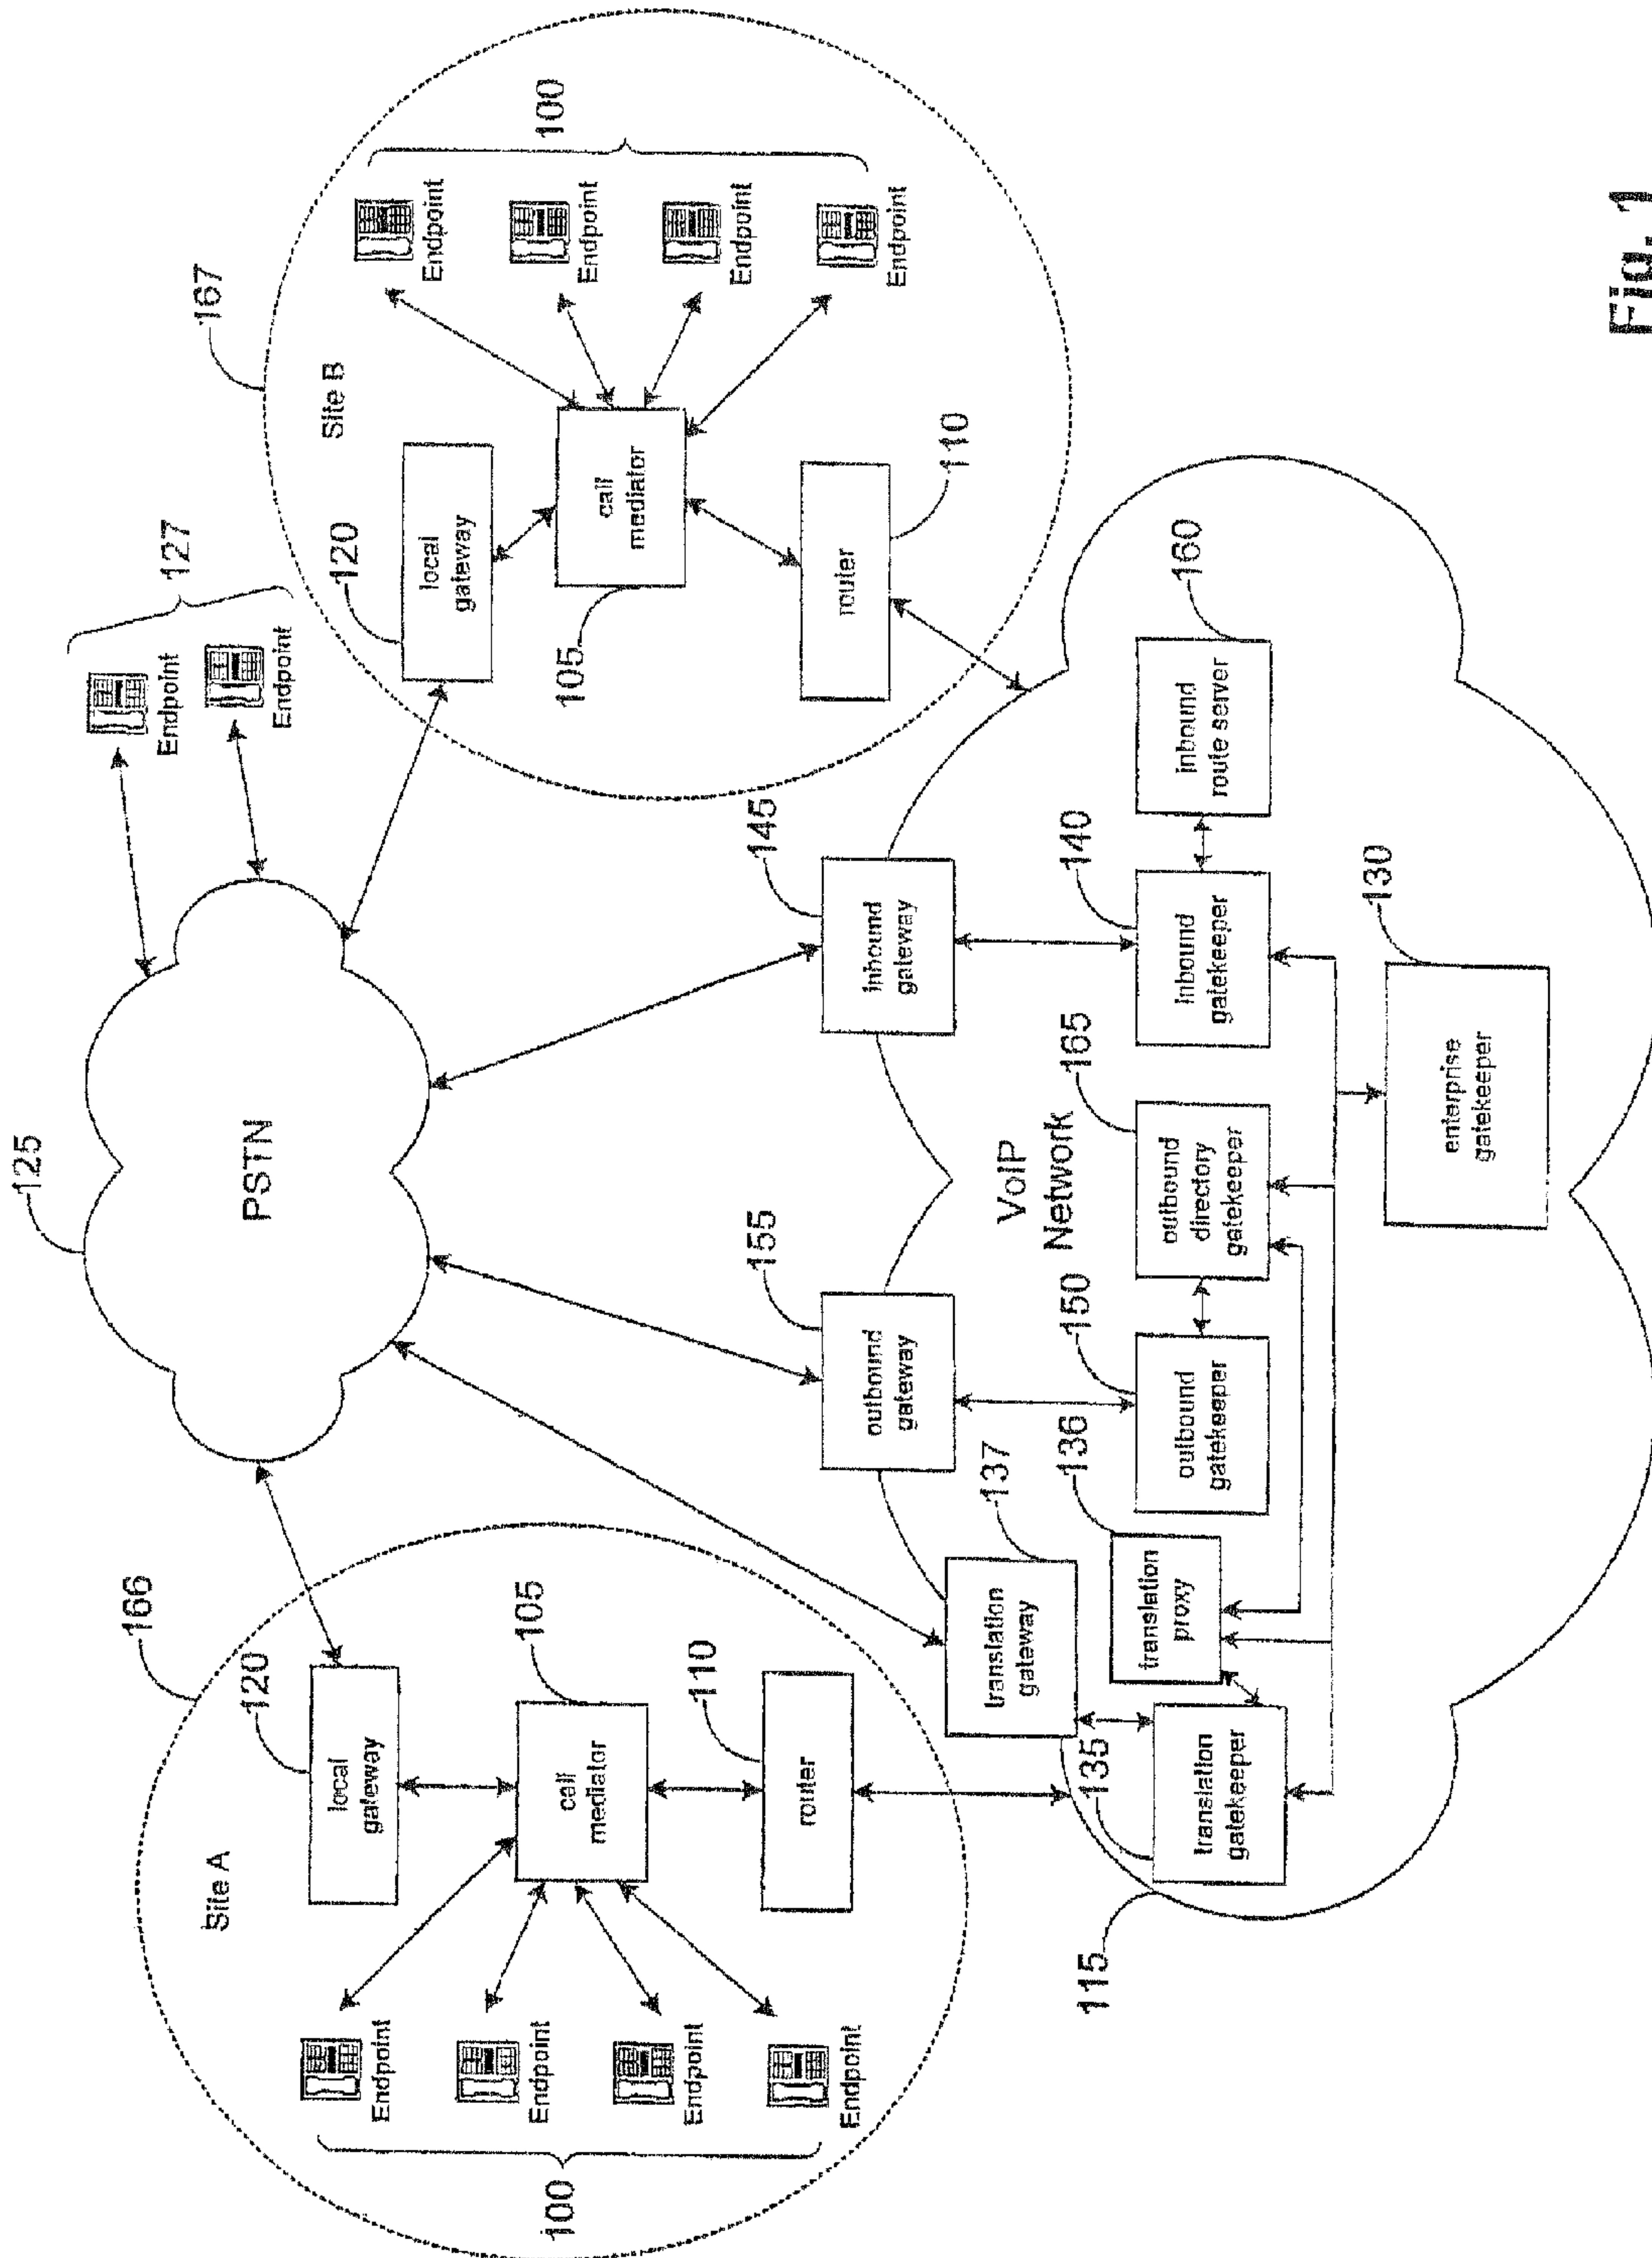 125
PSTN
127
Endpoint
Endpoint
166
Site A
120
local
gateway
105
call
mediator
110
router
Endpoint
Endpoint
Endpoint
Endpoint
100
167
Site B
120
local
gateway
105
call
mediator
110
router
Endpoint
Endpoint
Endpoint
Endpoint
100
155
outbound
gateway
145
inbound
gateway
137
translation
gateway
VoIP
Network
115
135
translation
gatekeeper
136
translation
proxy
150
outbound
gatekeeper
165
outbound
directory
gatekeeper
140
inbound
gatekeeper
160
inbound
route server
130
enterprise
gatekeeper
Fig. 1